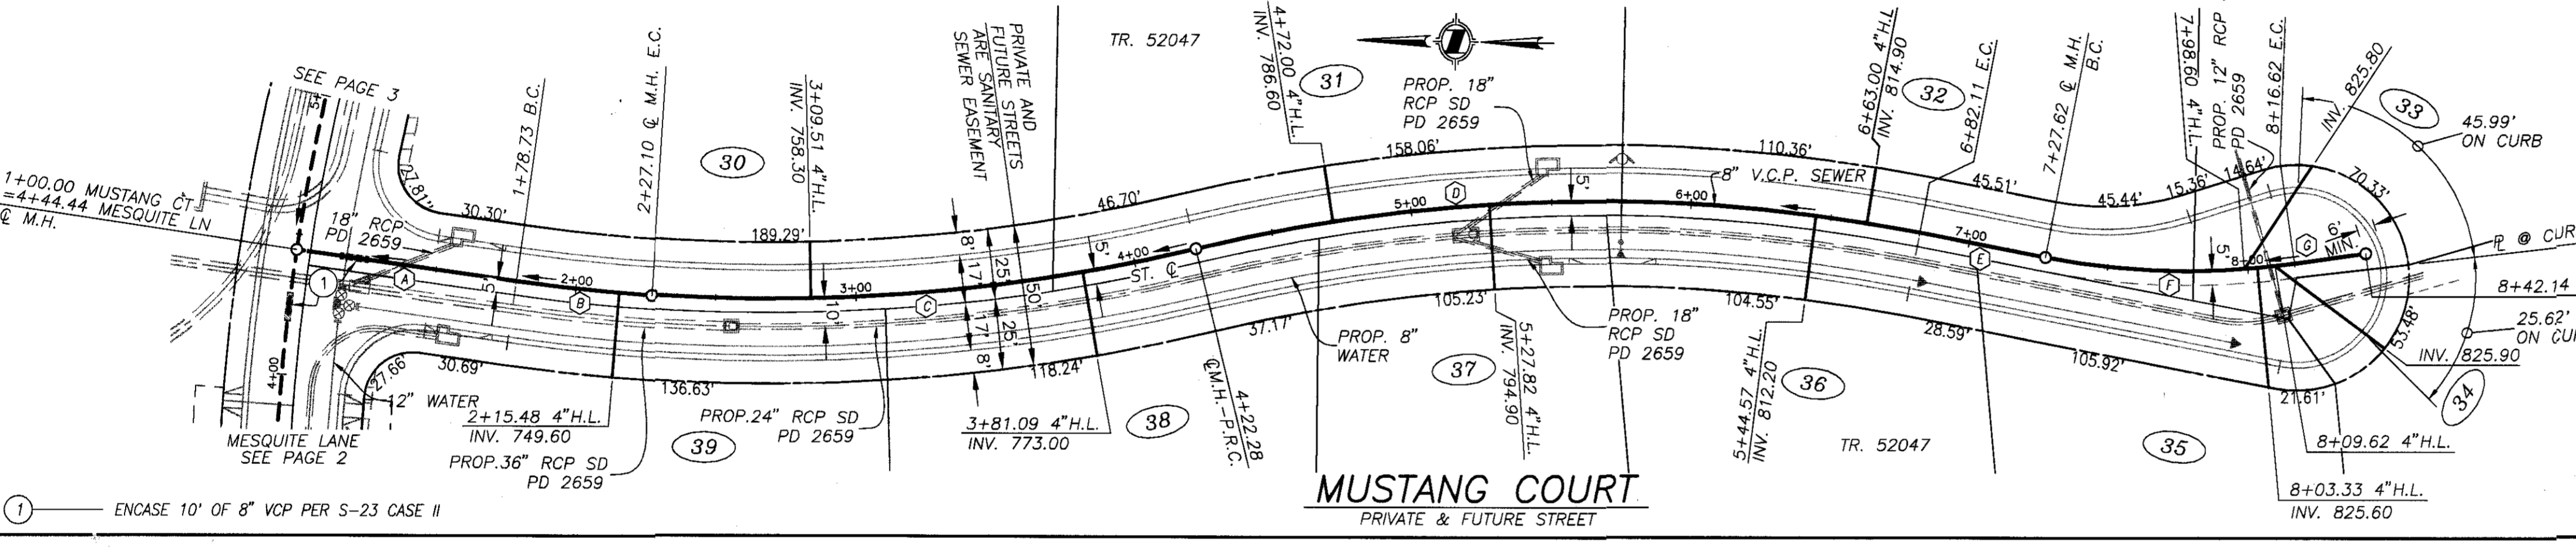 SEE PAGE 3
5+
1+00.00 MUSTANG CT
=4+44.44 MESQUITE LN
℄ M.H.
18" RCP
PD 2659
27.81'
30.30'
1+78.73 B.C.
2+27.10 ℄ M.H. E.C.
30
189.29'
3+09.51 4"H.L.
INV. 758.30
PRIVATE AND
FUTURE STREETS
ARE SANITARY
SEWER EASEMENT
46.70'
TR. 52047
4+72.00 4"H.L.
INV. 786.60
31
158.06'
PROP. 18"
RCP SD
PD 2659
110.36'
8" V.C.P. SEWER
6+63.00 4"H.L
INV. 814.90
32
6+82.11 E.C.
45.51'
7+27.62 ℄ M.H.
B.C.
45.44'
15.36'
14.64'
7+98.60 4"H.L.
PROP. 12" RCP
PD 2659
8+16.62 E.C.
INV. 825.80
33
45.99'
ON CURB
70.33'
6'
MIN.
℄ @ CUR
8+42.14
25.62'
ON CUR
53.48'
INV. 825.90
34
1
A
5'
2+00
B
3+00
10'
C
8'
17'
25'
50'
17'
25'
8'
5'
4+00
ST. ℄
5+00
D
5'
6+00
7+00
E
F
5'
8+00
G
4+00
27.66'
30.69'
12" WATER
MESQUITE LANE
SEE PAGE 2
136.63'
2+15.48 4"H.L.
INV. 749.60
PROP.36" RCP SD
PD 2659
39
PROP.24" RCP SD
PD 2659
118.24'
3+81.09 4"H.L.
INV. 773.00
38
37.17'
4+22.28
℄M.H.-P.R.C.
PROP. 8"
WATER
105.23'
37
5+27.82 4"H.L.
INV. 794.90
PROP. 18"
RCP SD
PD 2659
104.55'
5+44.57 4"H.L.
INV. 812.20
36
28.59'
TR. 52047
105.92'
35
21.61'
8+09.62 4"H.L.
8+03.33 4"H.L.
INV. 825.60
MUSTANG COURT
PRIVATE & FUTURE STREET
1 ENCASE 10' OF 8" VCP PER S-23 CASE II